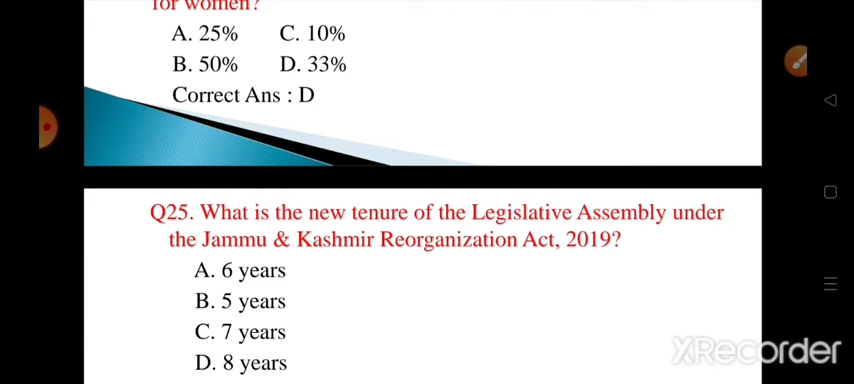 for women?
A. 25% C. 10%
B. 50% D. 33%
Correct Ans : D
Q25. What is the new tenure of the Legislative Assembly under
the Jammu & Kashmir Reorganization Act, 2019?
A. 6 years
B. 5 years
C. 7 years
D. 8 years
XRecorder